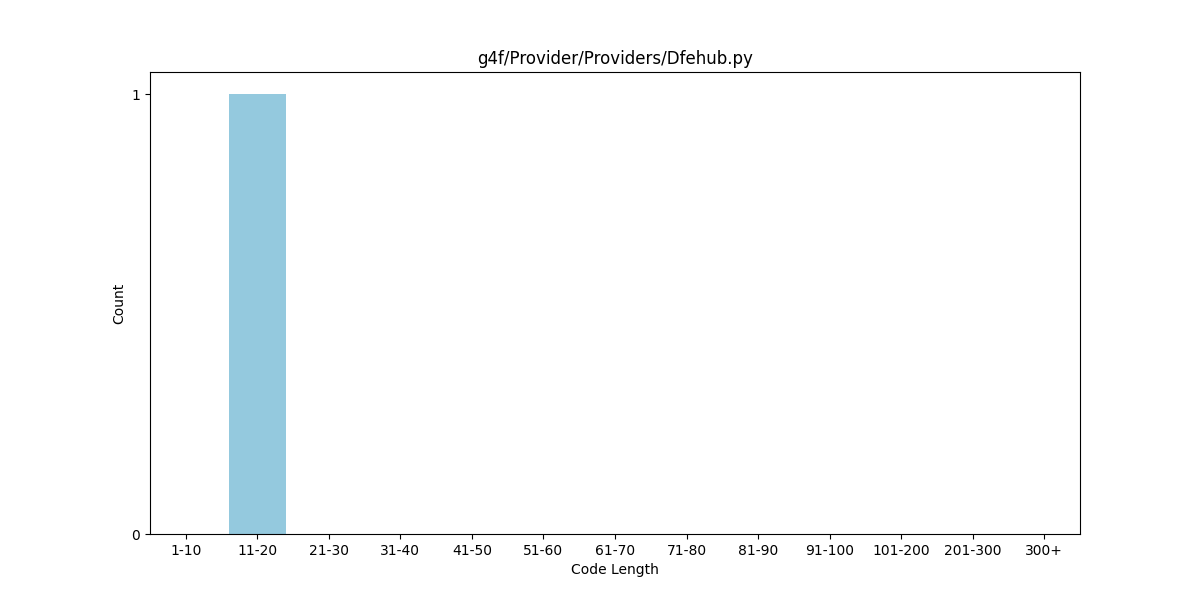 g4f/Provider/Providers/Dfehub.py
1
Count
0
1-10 11-20 21-30 31-40 41-50 51-60 61-70 71-80 81-90 91-100 101-200 201-300 300+
Code Length